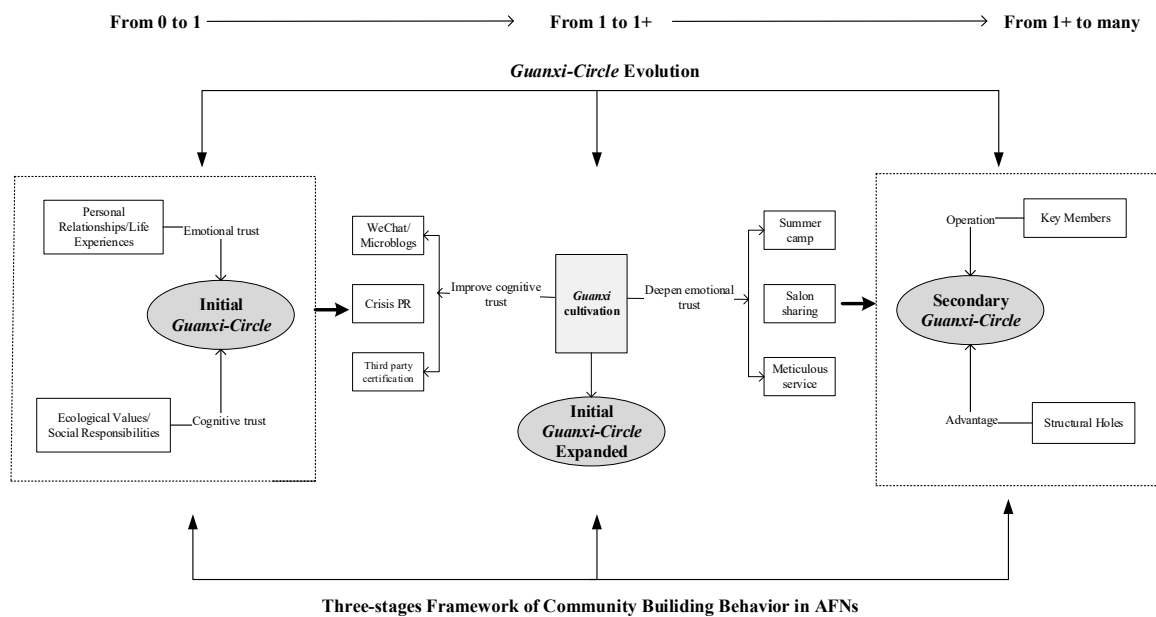 From 0 to 1
From 1 to 1+
From 1+ to many
Guanxi-Circle Evolution
Personal
Relationships/Life
Experiences
Emotional trust
Initial
Guanxi-Circle
Ecological Values/
Social Responsibilities
Cognitive trust
WeChat/
Microblogs
Crisis PR
Third party
certification
Improve cognitive
trust
Guanxi
cultivation
Deepen emotional
trust
Initial
Guanxi-Circle
Expanded
Summer
camp
Salon
sharing
Meticulous
service
Operation
Key Members
Secondary
Guanxi-Circle
Advantage
Structural Holes
Three-stages Framework of Community Builiding Behavior in AFNs